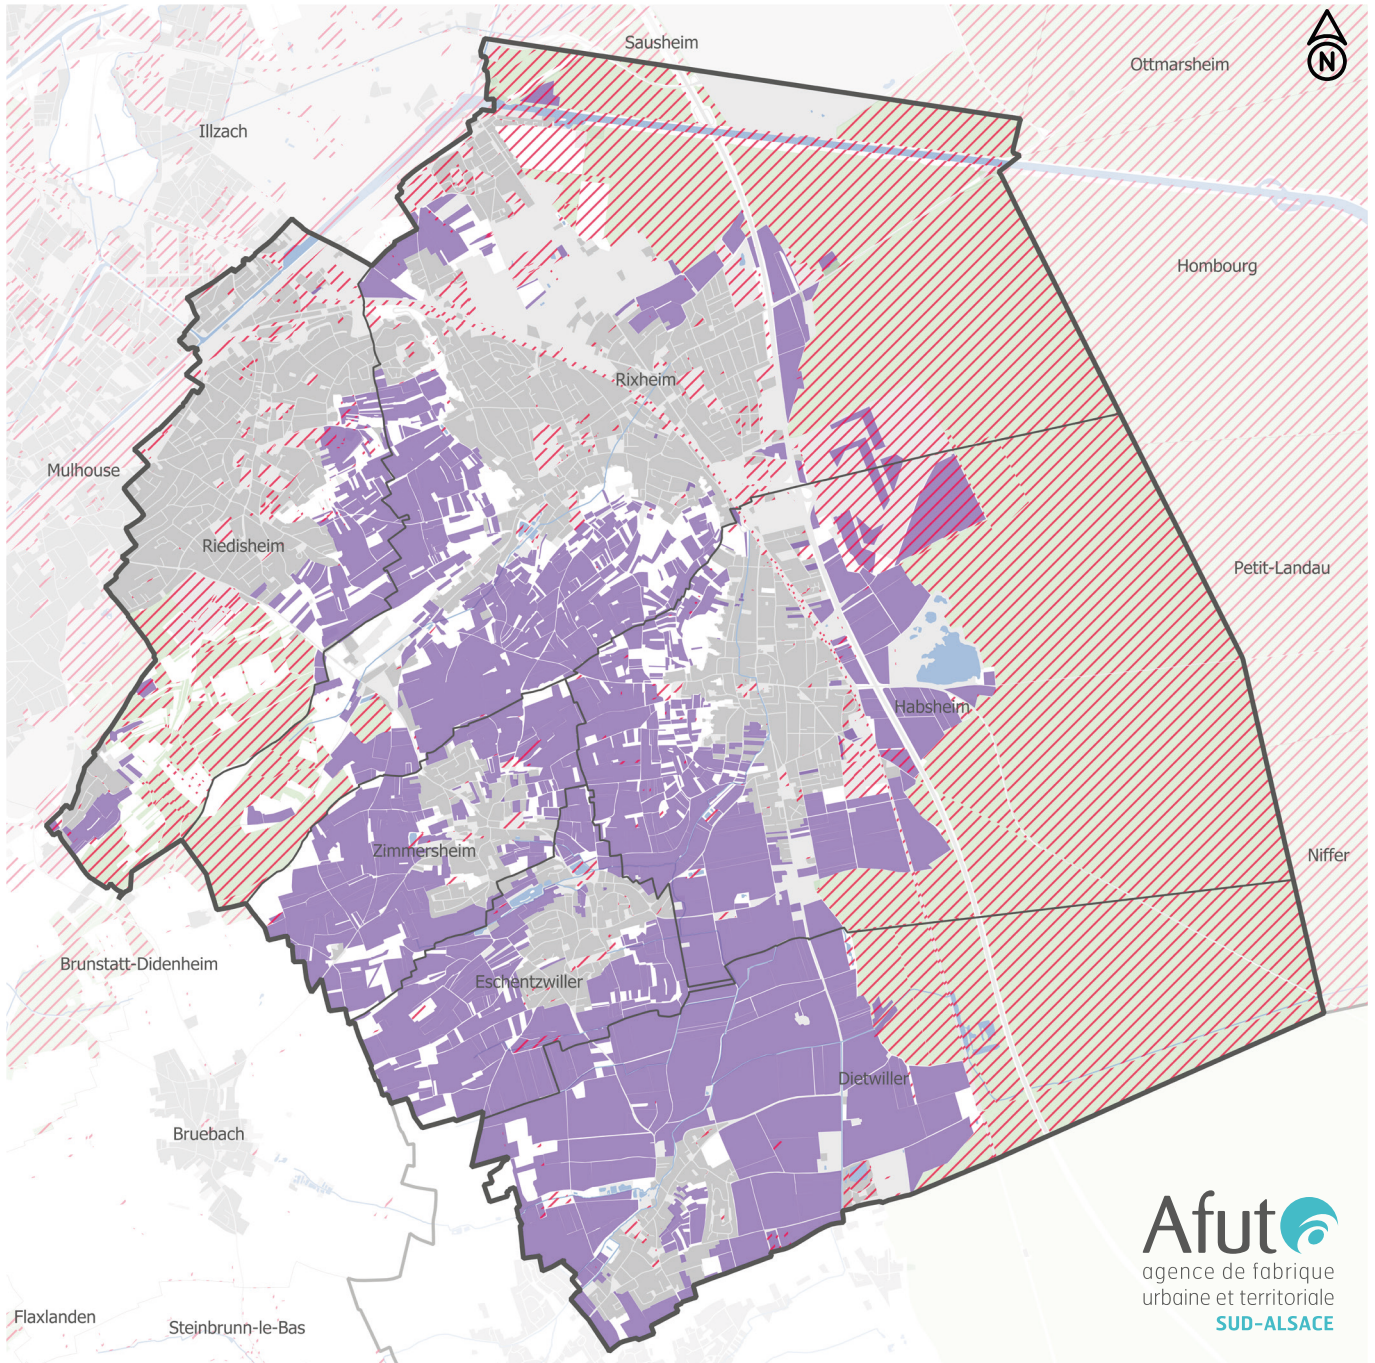 Sausheim
Ottmarsheim
N
Illzach
Hombourg
Rixheim
Mulhouse
Riedisheim
Petit-Landau
Habsheim
Zimmersheim
Niffer
Brunstatt-Didenheim
Eschentzwiller
Dietwiller
Bruebach
Afut
agence de fabrique
urbaine et territoriale
SUD-ALSACE
Flaxlanden
Steinbrunn-le-Bas